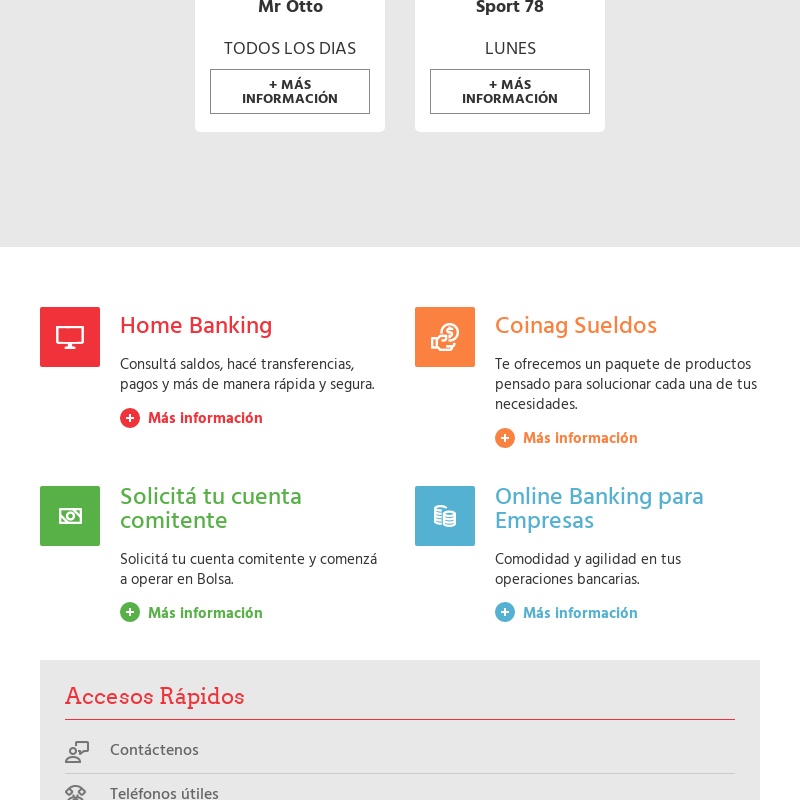 Mr Otto
TODOS LOS DIAS
+ MÁS
INFORMACIÓN
Sport 78
LUNES
+ MÁS
INFORMACIÓN
Home Banking
Consultá saldos, hacé transferencias,
pagos y más de manera rápida y segura.
Más información
Coinag Sueldos
Te ofrecemos un paquete de productos
pensado para solucionar cada una de tus
necesidades.
Más información
Solicitá tu cuenta
comitente
Solicitá tu cuenta comitente y comenzá
a operar en Bolsa.
Más información
Online Banking para
Empresas
Comodidad y agilidad en tus
operaciones bancarias.
Más información
Accesos Rápidos
Contáctenos
Teléfonos útiles